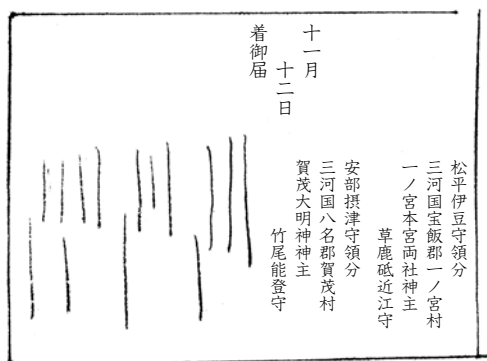 松平伊豆守領分
三河国宝飯郡一ノ宮村
一ノ宮本宮両社神主
草鹿砥近江守
安部摂津守領分
三河国八名郡賀茂村
賀茂大明神神主
竹尾能登守
十一月
十二日
着御届